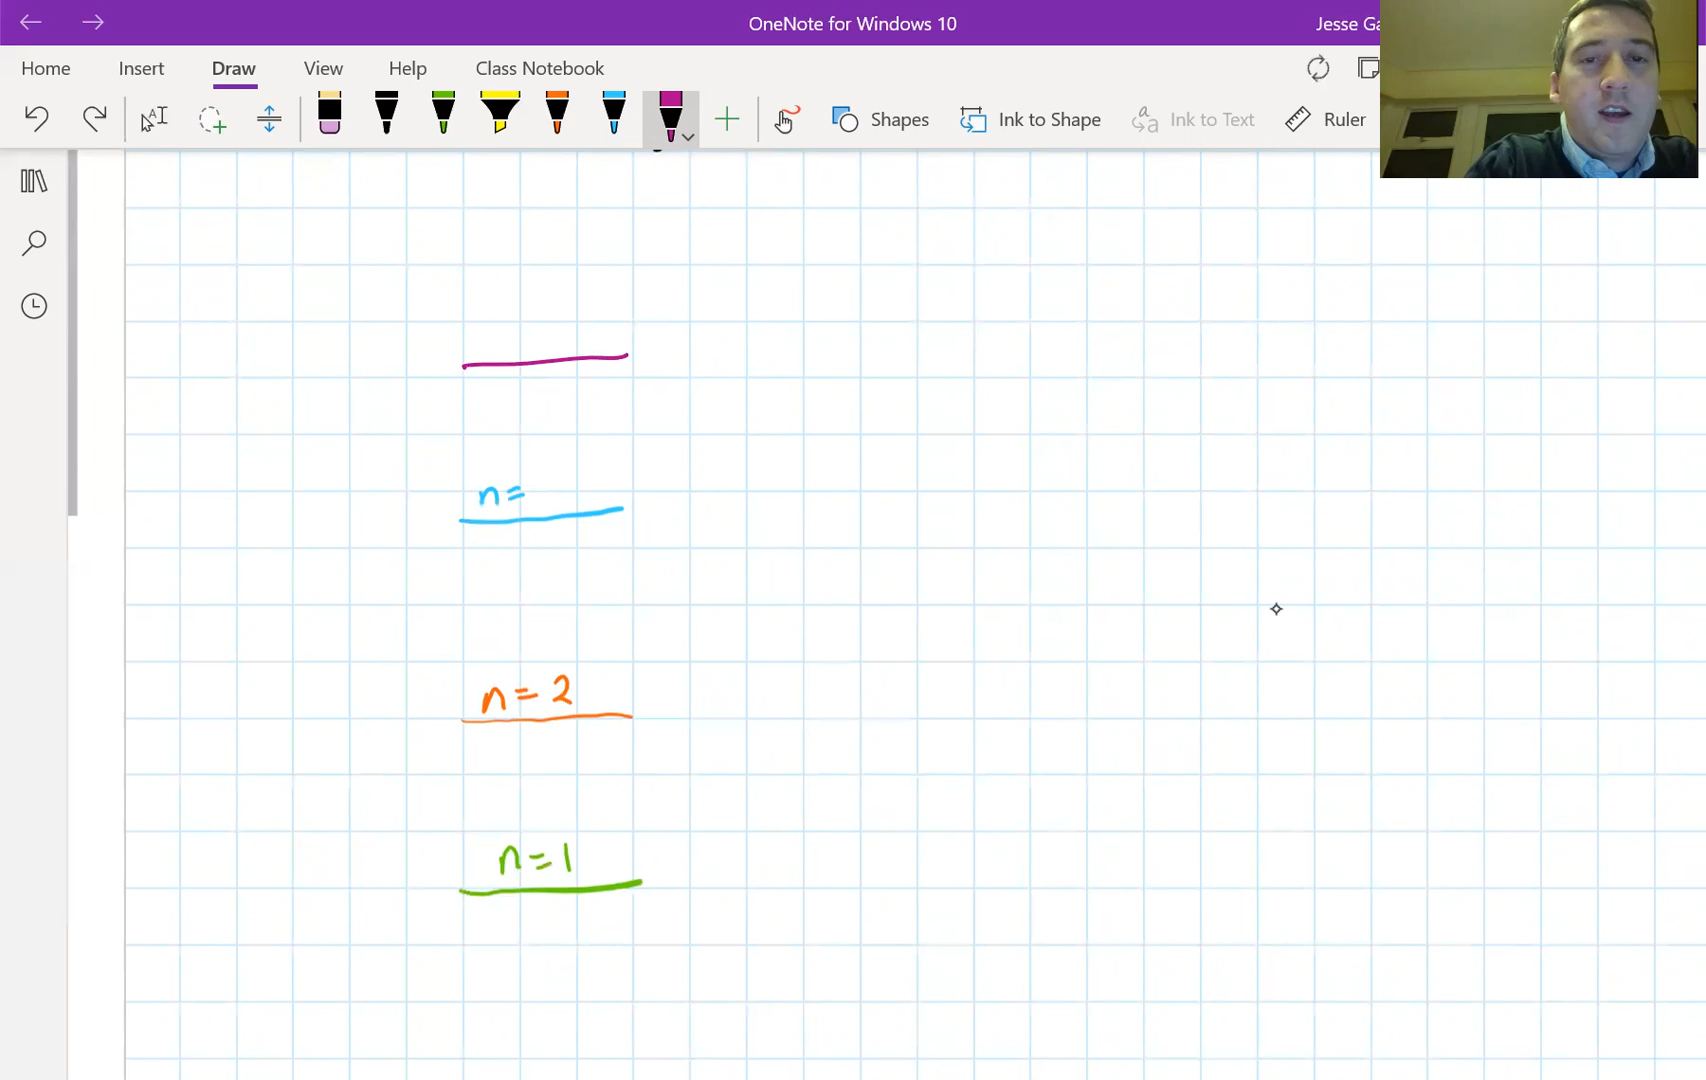 OneNote for Windows 10
Jesse Ga
Home Insert Draw View Help Class Notebook
Shapes Ink to Shape Ink to Text Ruler
n=
n = 2
n = 1